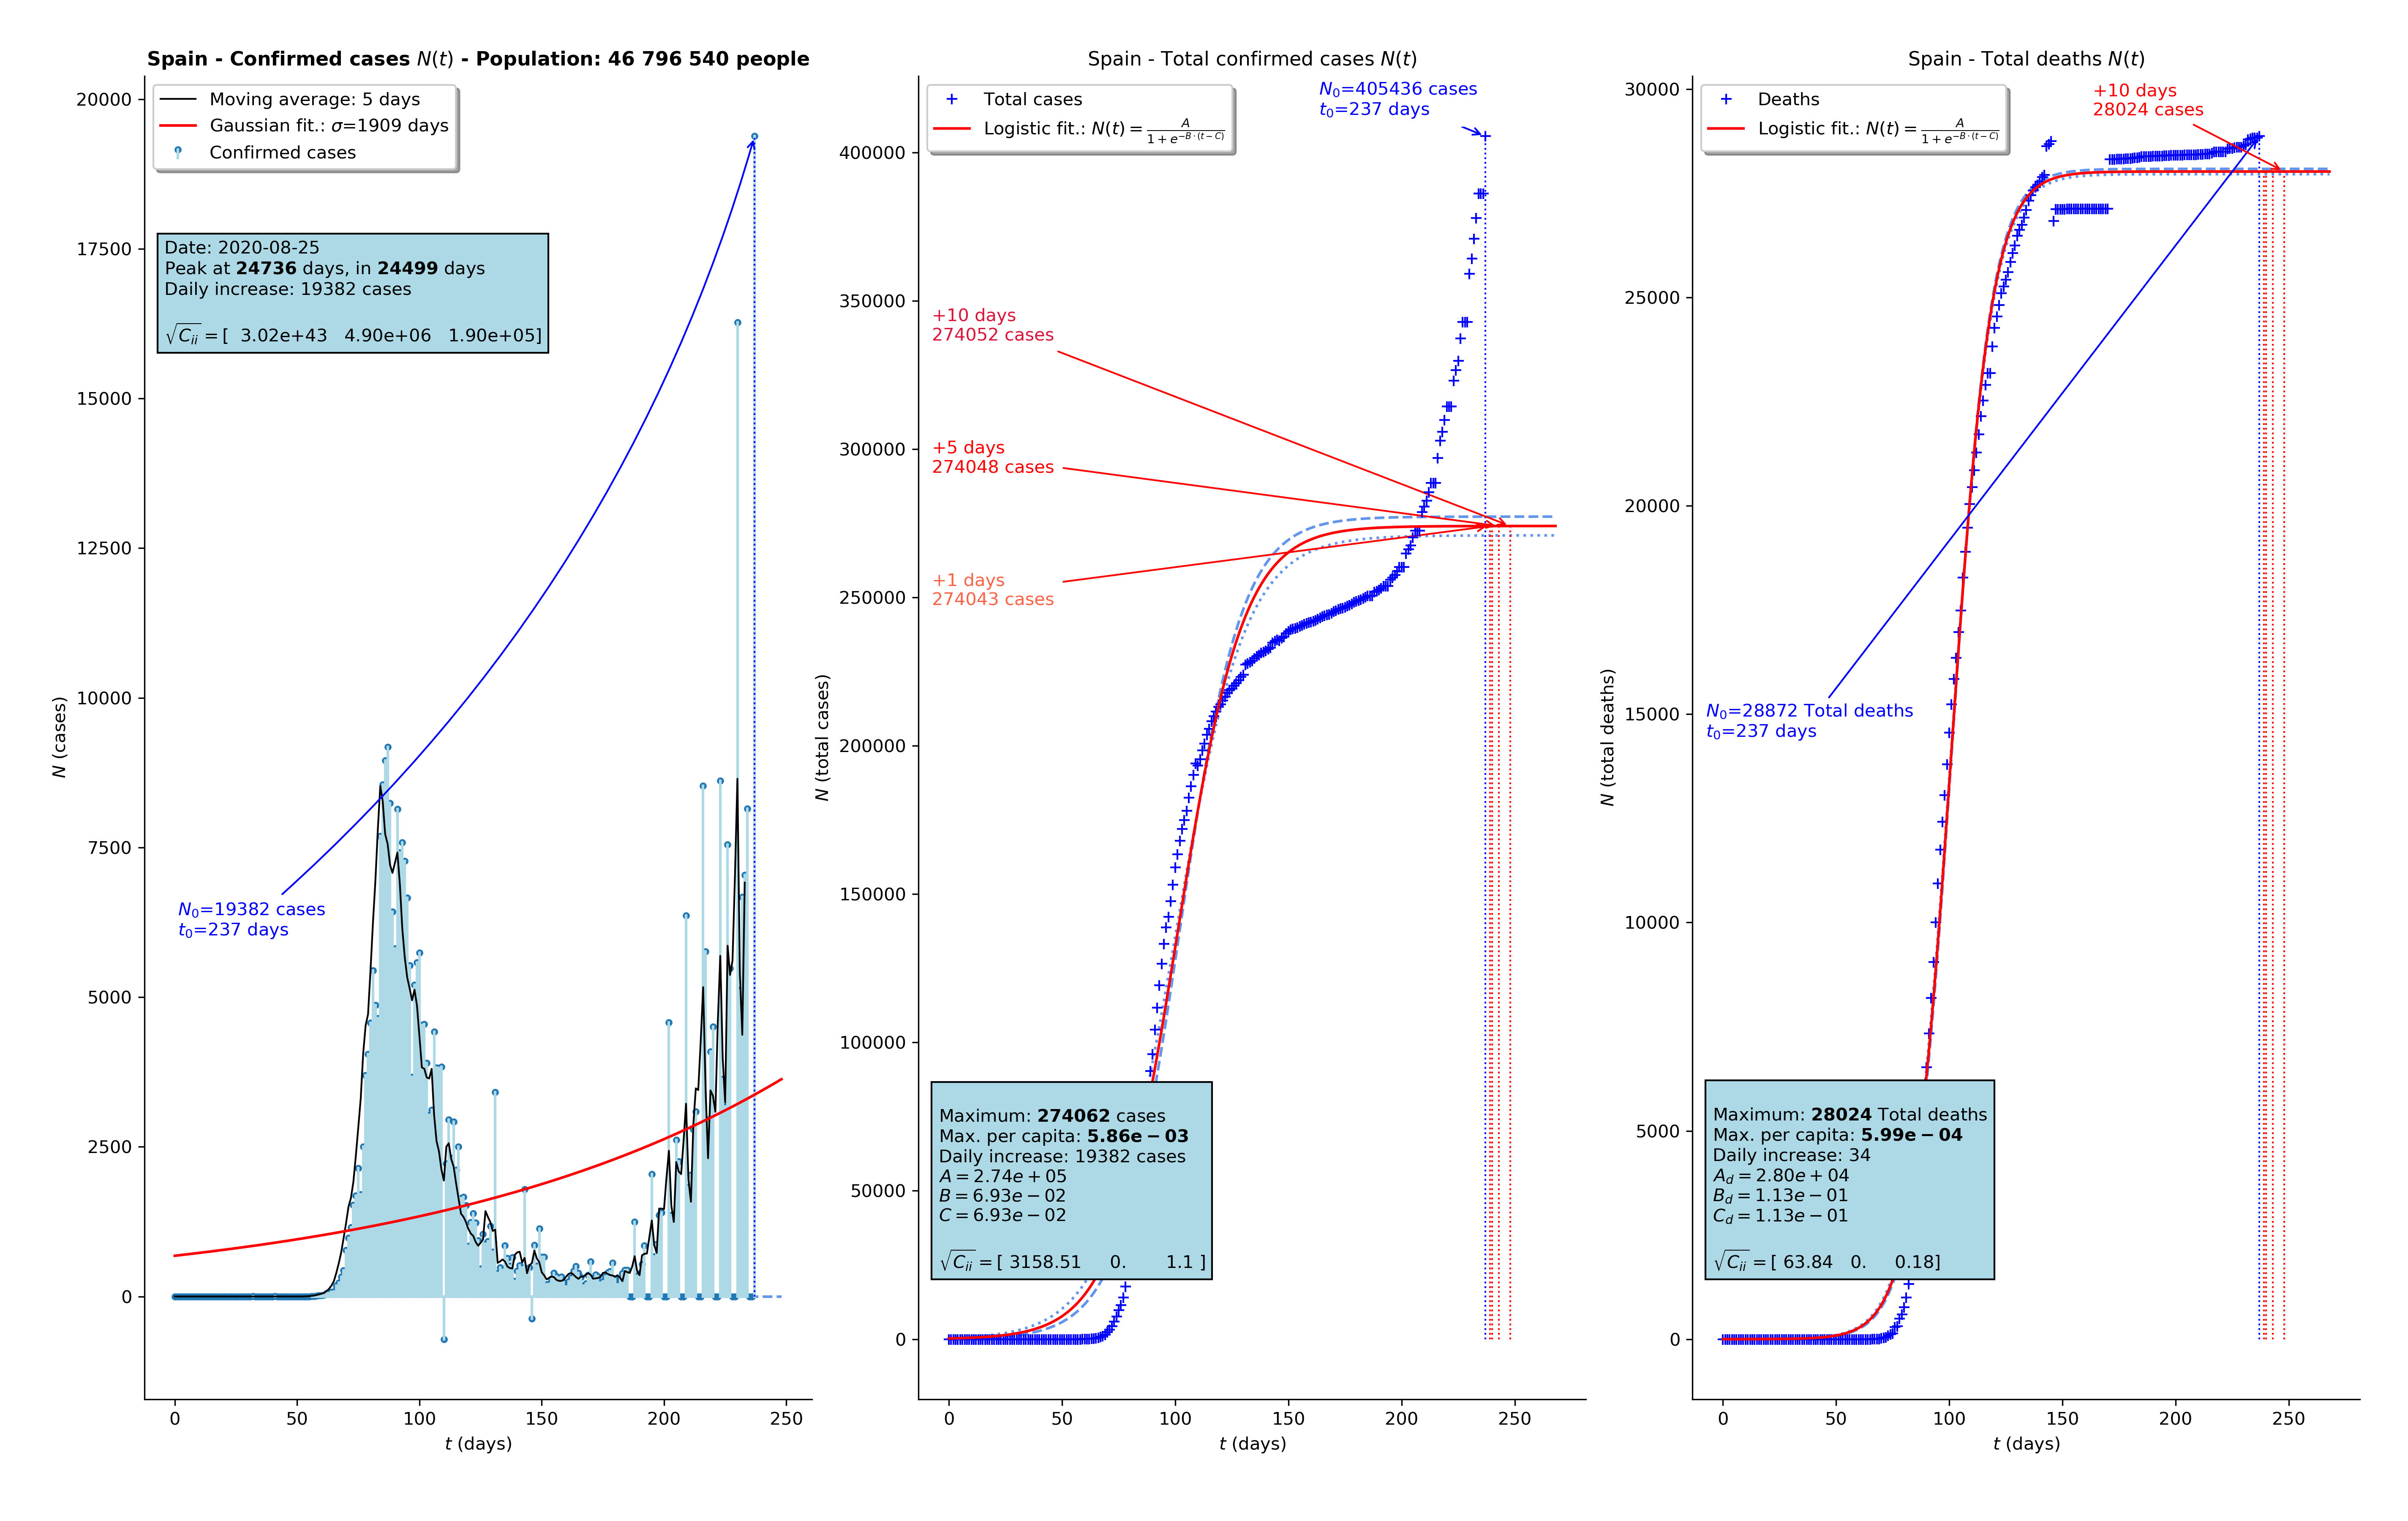 Spain - Confirmed cases N(t) - Population: 46 796 540 people
Moving average: 5 days
Gaussian fit.: σ=1909 days
Confirmed cases
Date: 2020-08-25
Peak at 24736 days, in 24499 days
Daily increase: 19382 cases
√C_ii = [ 3.02e+43 4.90e+06 1.90e+05]
N₀=19382 cases
t₀=237 days
20000
17500
15000
12500
10000
7500
5000
2500
0
N (cases)
0 50 100 150 200 250
t (days)
Spain - Total confirmed cases N(t)
Total cases
Logistic fit.: N(t) = A / (1 + e^{−B·(t−C)})
N₀=405436 cases
t₀=237 days
+10 days
274052 cases
+5 days
274048 cases
+1 days
274043 cases
Maximum: 274062 cases
Max. per capita: 5.86e − 03
Daily increase: 19382 cases
A = 2.74e + 05
B = 6.93e − 02
C = 6.93e − 02
√C_ii = [ 3158.51 0. 1.1 ]
400000
350000
300000
250000
200000
150000
100000
50000
0
N (total cases)
0 50 100 150 200 250
t (days)
Spain - Total deaths N(t)
Deaths
Logistic fit.: N(t) = A / (1 + e^{−B·(t−C)})
+10 days
28024 cases
N₀=28872 Total deaths
t₀=237 days
Maximum: 28024 Total deaths
Max. per capita: 5.99e − 04
Daily increase: 34
A_d = 2.80e + 04
B_d = 1.13e − 01
C_d = 1.13e − 01
√C_ii = [ 63.84 0. 0.18]
30000
25000
20000
15000
10000
5000
0
N (total deaths)
0 50 100 150 200 250
t (days)